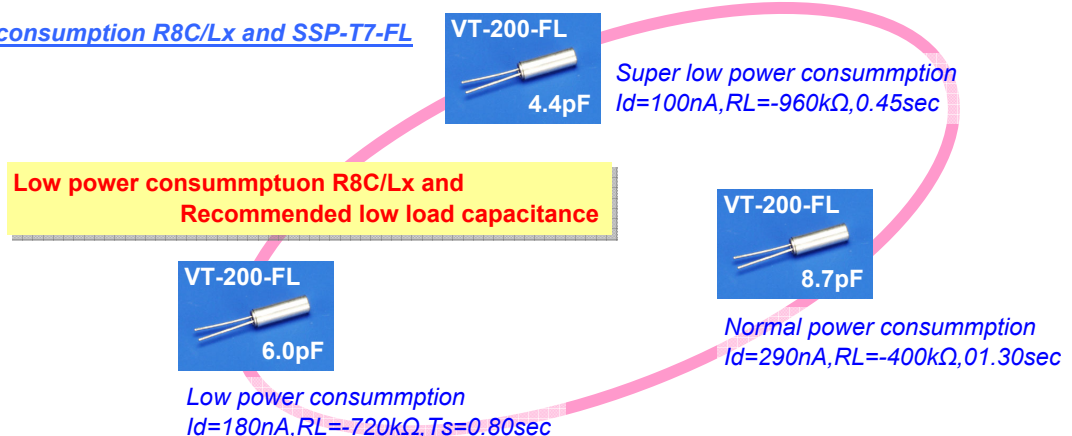 consumption R8C/Lx and SSP-T7-FL
VT-200-FL
4.4pF
Super low power consummption
Id=100nA,RL=-960kΩ,0.45sec
Low power consummptuon R8C/Lx and
Recommended low load capacitance
VT-200-FL
8.7pF
Normal power consummption
Id=290nA,RL=-400kΩ,01.30sec
VT-200-FL
6.0pF
Low power consummption
Id=180nA,RL=-720kΩ,Ts=0.80sec